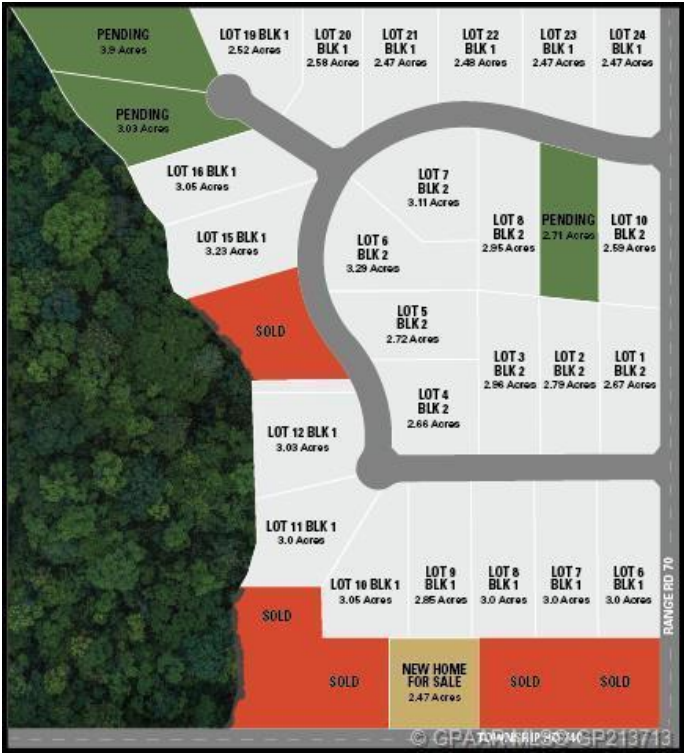 PENDING
3.9 Acres
LOT 19 BLK 1
2.52 Acres
LOT 20
BLK 1
2.58 Acres
LOT 21
BLK 1
2.47 Acres
LOT 22
BLK 1
2.48 Acres
LOT 23
BLK 1
2.47 Acres
LOT 24
BLK 1
2.47 Acres
PENDING
3.03 Acres
LOT 16 BLK 1
3.05 Acres
LOT 7
BLK 2
3.11 Acres
LOT 15 BLK 1
3.23 Acres
LOT 6
BLK 2
3.29 Acres
LOT 8
BLK 2
2.95 Acres
PENDING
2.71 Acres
LOT 10
BLK 2
2.59 Acres
SOLD
LOT 5
BLK 2
2.72 Acres
LOT 3
BLK 2
2.96 Acres
LOT 2
BLK 2
2.79 Acres
LOT 1
BLK 2
2.67 Acres
LOT 4
BLK 2
2.66 Acres
LOT 12 BLK 1
3.03 Acres
LOT 11 BLK 1
3.0 Acres
LOT 10 BLK 1
3.05 Acres
LOT 9
BLK 1
2.85 Acres
LOT 8
BLK 1
3.0 Acres
LOT 7
BLK 1
3.0 Acres
LOT 6
BLK 1
3.0 Acres
RANGE RD 70
SOLD
SOLD
NEW HOME
FOR SALE
2.47 Acres
SOLD
SOLD
TOWNSHIP RD 740